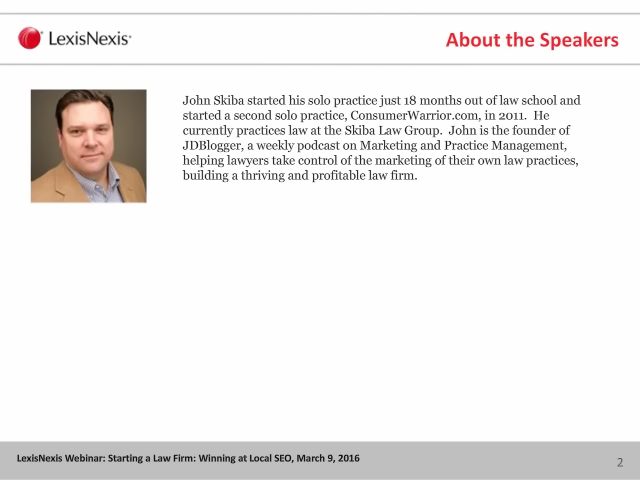 LexisNexis®
About the Speakers
John Skiba started his solo practice just 18 months out of law school and
started a second solo practice, ConsumerWarrior.com, in 2011.  He
currently practices law at the Skiba Law Group.  John is the founder of
JDBlogger, a weekly podcast on Marketing and Practice Management,
helping lawyers take control of the marketing of their own law practices,
building a thriving and profitable law firm.
LexisNexis Webinar: Starting a Law Firm: Winning at Local SEO, March 9, 2016
2